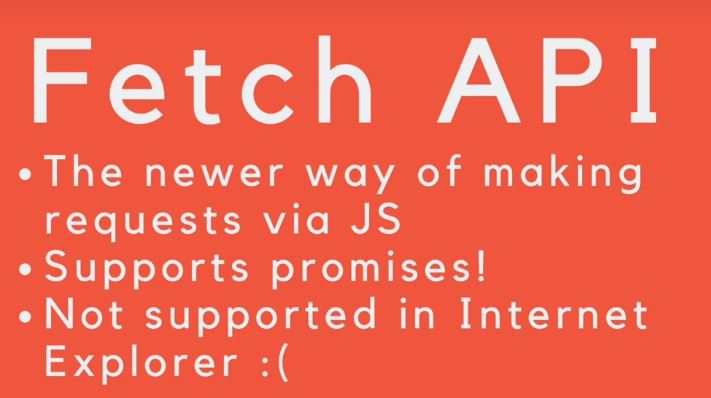 Fetch API
• The newer way of making
requests via JS
• Supports promises!
• Not supported in Internet
Explorer :(